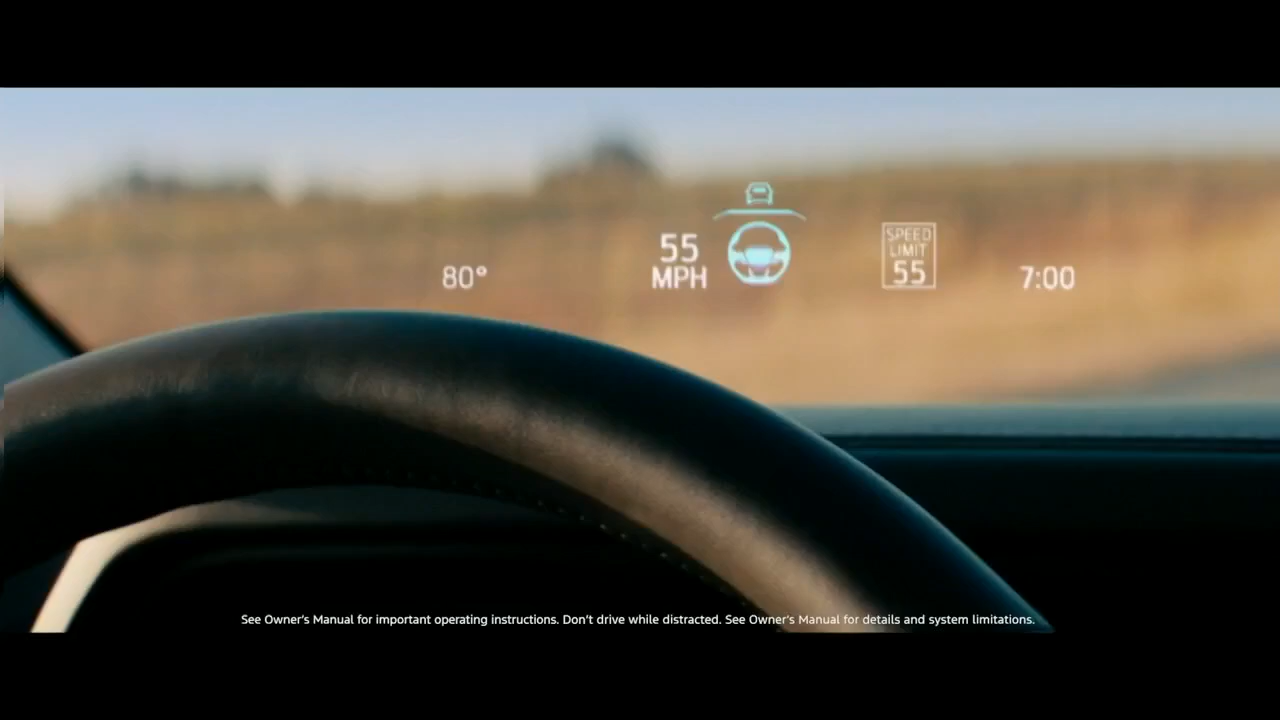 80°
55
MPH
SPEED
LIMIT
55
7:00
See Owner's Manual for important operating instructions. Don't drive while distracted. See Owner's Manual for details and system limitations.